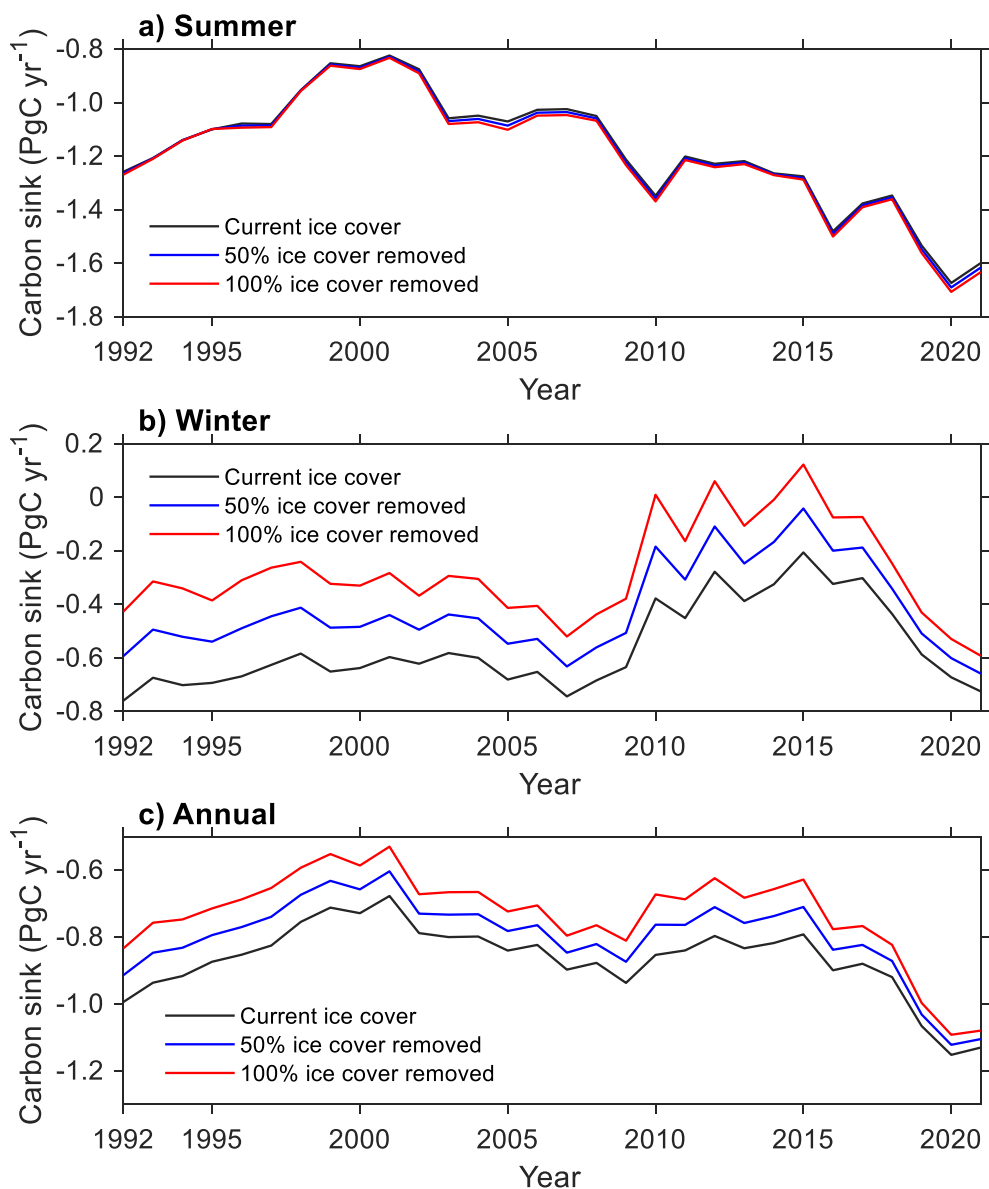 a) Summer
Carbon sink (PgC yr-1)
-0.8
-1.0
-1.2
-1.4
-1.6
-1.8
Current ice cover
50% ice cover removed
100% ice cover removed
1992 1995 2000 2005 2010 2015 2020
Year
b) Winter
Carbon sink (PgC yr-1)
0.2
0
-0.2
-0.4
-0.6
-0.8
Current ice cover
50% ice cover removed
100% ice cover removed
1992 1995 2000 2005 2010 2015 2020
Year
c) Annual
Carbon sink (PgC yr-1)
-0.6
-0.8
-1.0
-1.2
Current ice cover
50% ice cover removed
100% ice cover removed
1992 1995 2000 2005 2010 2015 2020
Year